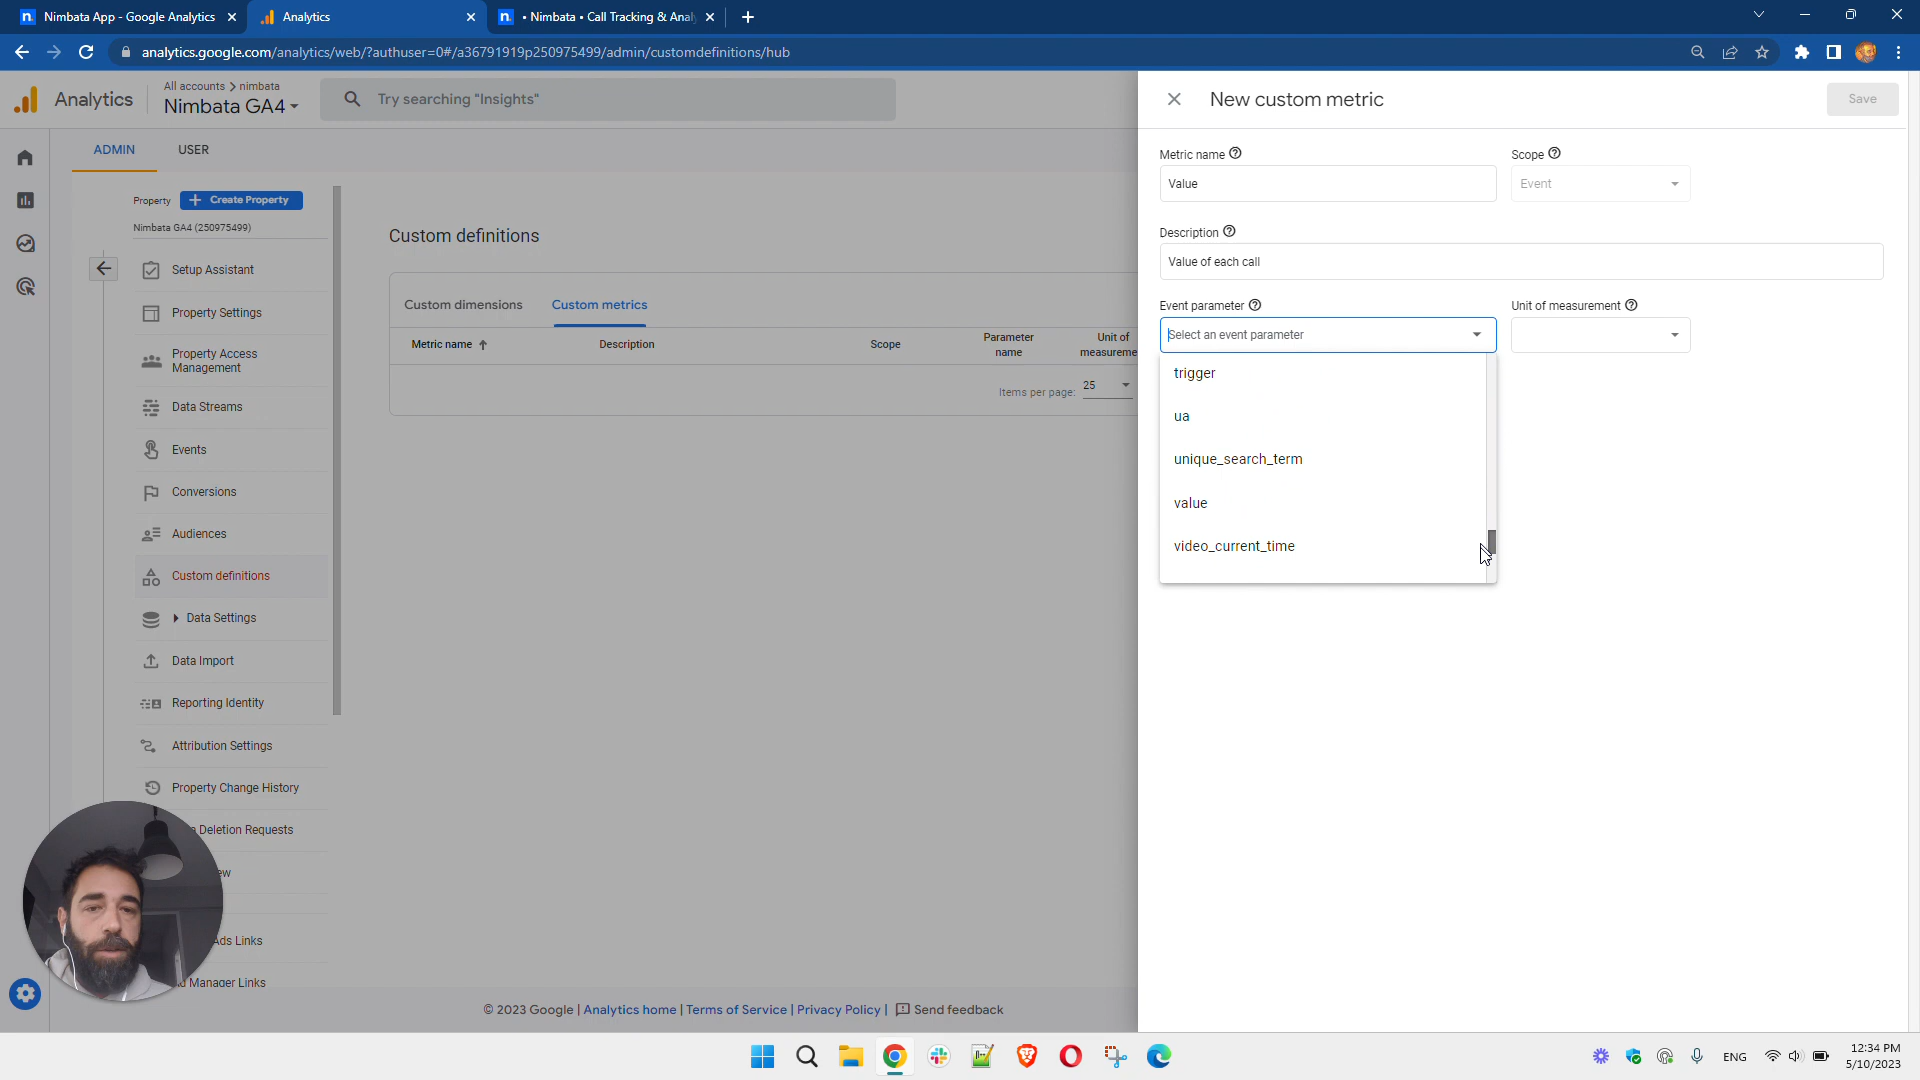 Nimbata App - Google Analytics
Analytics
• Nimbata • Call Tracking & Anal
analytics.google.com/analytics/web/?authuser=0#/a36791919p250975499/admin/customdefinitions/hub
Analytics
All accounts > nimbata
Nimbata GA4
Try searching "Insights"
New custom metric
Save
ADMIN
USER
Property
Create Property
Nimbata GA4 (250975499)
Setup Assistant
Property Settings
Property Access
Management
Data Streams
Events
Conversions
Audiences
Custom definitions
Data Settings
Data Import
Reporting Identity
Attribution Settings
Property Change History
Deletion Requests
Ads Links
Manager Links
Custom definitions
Custom dimensions
Custom metrics
Metric name
Description
Scope
Parameter
name
Unit of
measureme
Items per page:
25
Metric name
Value
Scope
Event
Description
Value of each call
Event parameter
Select an event parameter
Unit of measurement
trigger
ua
unique_search_term
value
video_current_time
© 2023 Google | Analytics home | Terms of Service | Privacy Policy | Send feedback
ENG
12:34 PM
5/10/2023